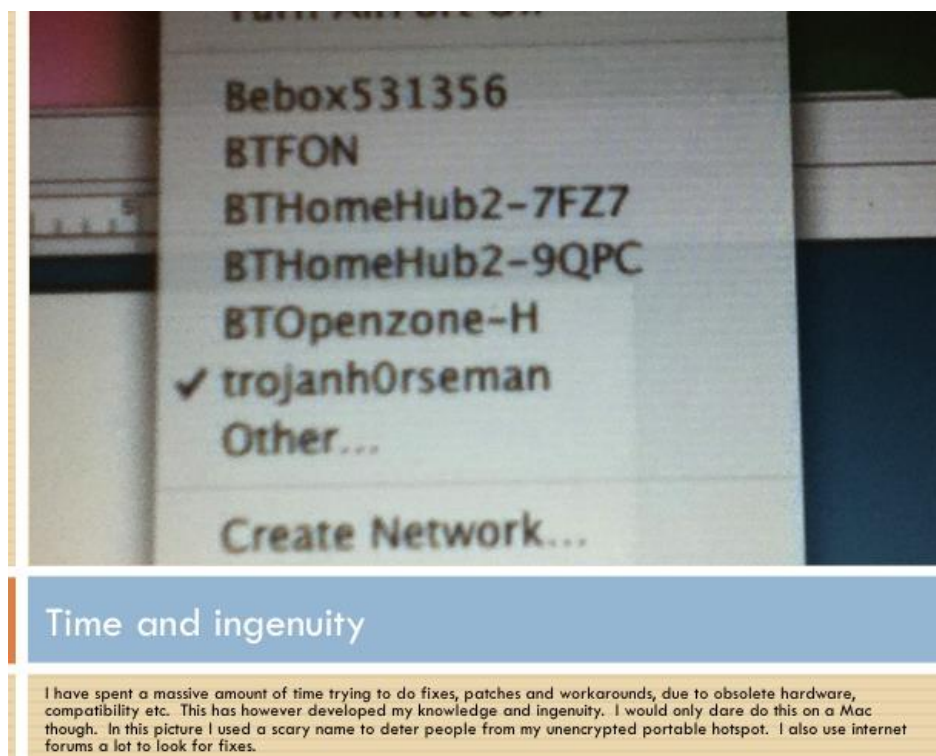 Turn AirPort Off
Bebox531356
BTFON
BTHomeHub2-7FZ7
BTHomeHub2-9QPC
BTOpenzone-H
✓ trojanh0rseman
Other...
Create Network...
Time and ingenuity
I have spent a massive amount of time trying to do fixes, patches and workarounds, due to obsolete hardware,
compatibility etc.  This has however developed my knowledge and ingenuity.  I would only dare do this on a Mac
though.  In this picture I used a scary name to deter people from my unencrypted portable hotspot.  I also use internet
forums a lot to look for fixes.